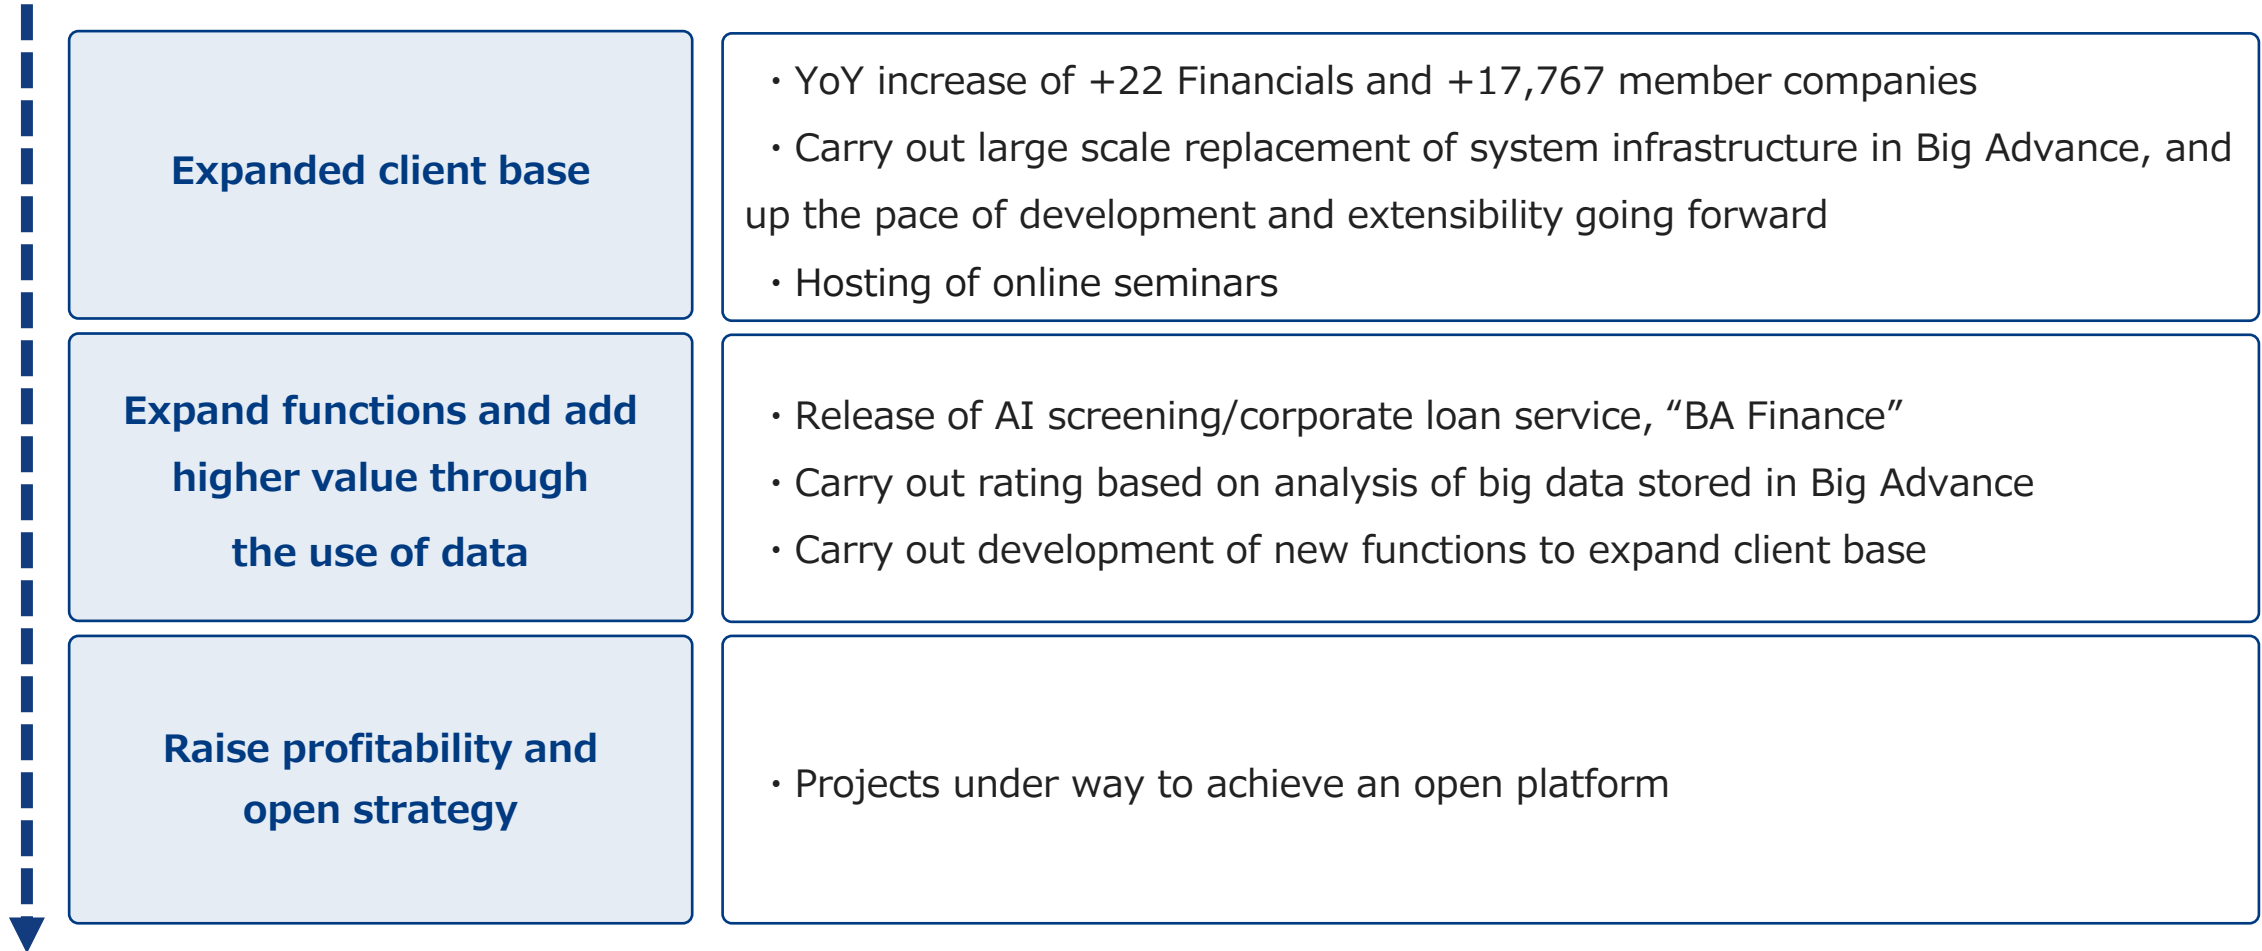 Expanded client base
・YoY increase of +22 Financials and +17,767 member companies
・Carry out large scale replacement of system infrastructure in Big Advance, and
up the pace of development and extensibility going forward
・Hosting of online seminars
Expand functions and add
higher value through
the use of data
・Release of AI screening/corporate loan service, “BA Finance”
・Carry out rating based on analysis of big data stored in Big Advance
・Carry out development of new functions to expand client base
Raise profitability and
open strategy
・Projects under way to achieve an open platform